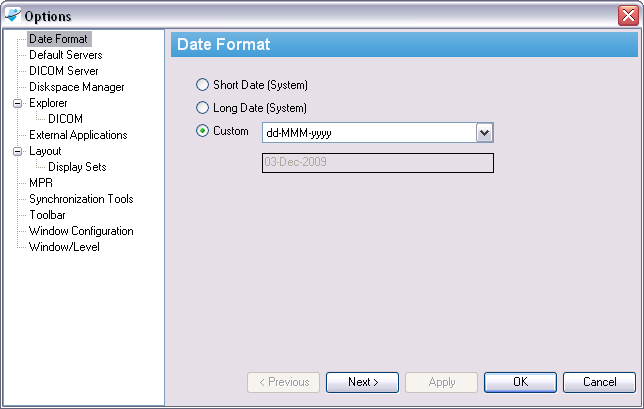 Options
Date Format
Default Servers
DICOM Server
Diskspace Manager
Explorer
DICOM
External Applications
Layout
Display Sets
MPR
Synchronization Tools
Toolbar
Window Configuration
Window/Level
Date Format
Short Date (System)
Long Date (System)
Custom
dd-MMM-yyyy
03-Dec-2009
< Previous
Next >
Apply
OK
Cancel